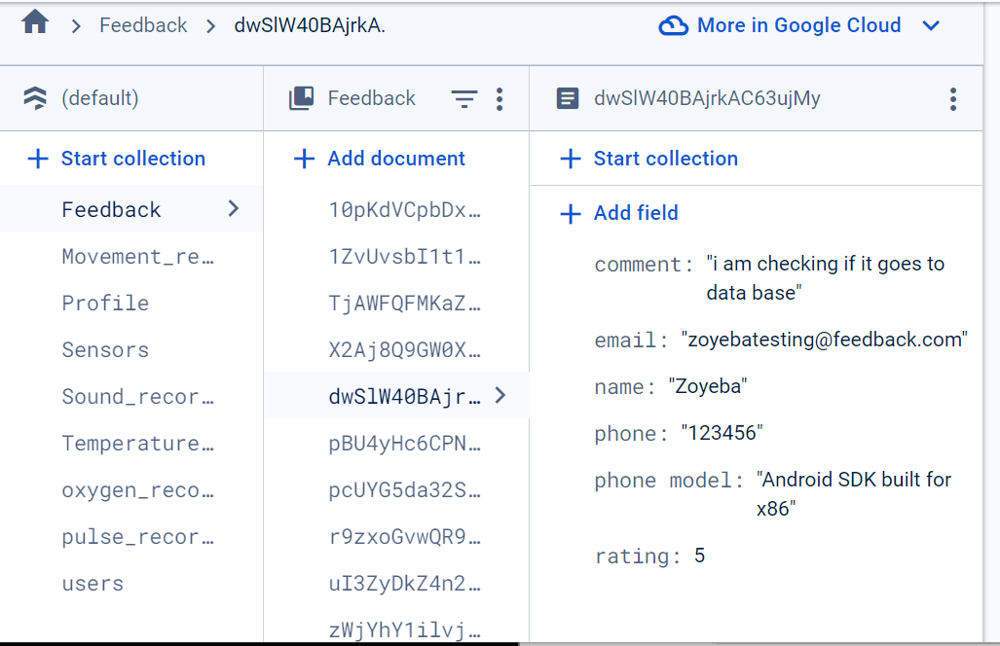 Feedback > dwSlW40BAjrkA.
More in Google Cloud
(default)
Feedback
dwSlW40BAjrkAC63ujMy
+ Start collection
+ Add document
+ Start collection
Feedback
Movement_re…
Profile
Sensors
Sound_recor…
Temperature…
oxygen_reco…
pulse_recor…
users
10pKdVCpbDx…
1ZvUvsbI1t1…
TjAWFQFMKaZ…
X2Aj8Q9GW0X…
dwSlW40BAjr…
pBU4yHc6CPN…
pcUYG5da32S…
r9zxoGvwQR9…
uI3ZyDkZ4n2…
zWjYhY1ilvj…
+ Add field
comment: "i am checking if it goes to
data base"
email: "zoyebatesting@feedback.com"
name: "Zoyeba"
phone: "123456"
phone model: "Android SDK built for
x86"
rating: 5